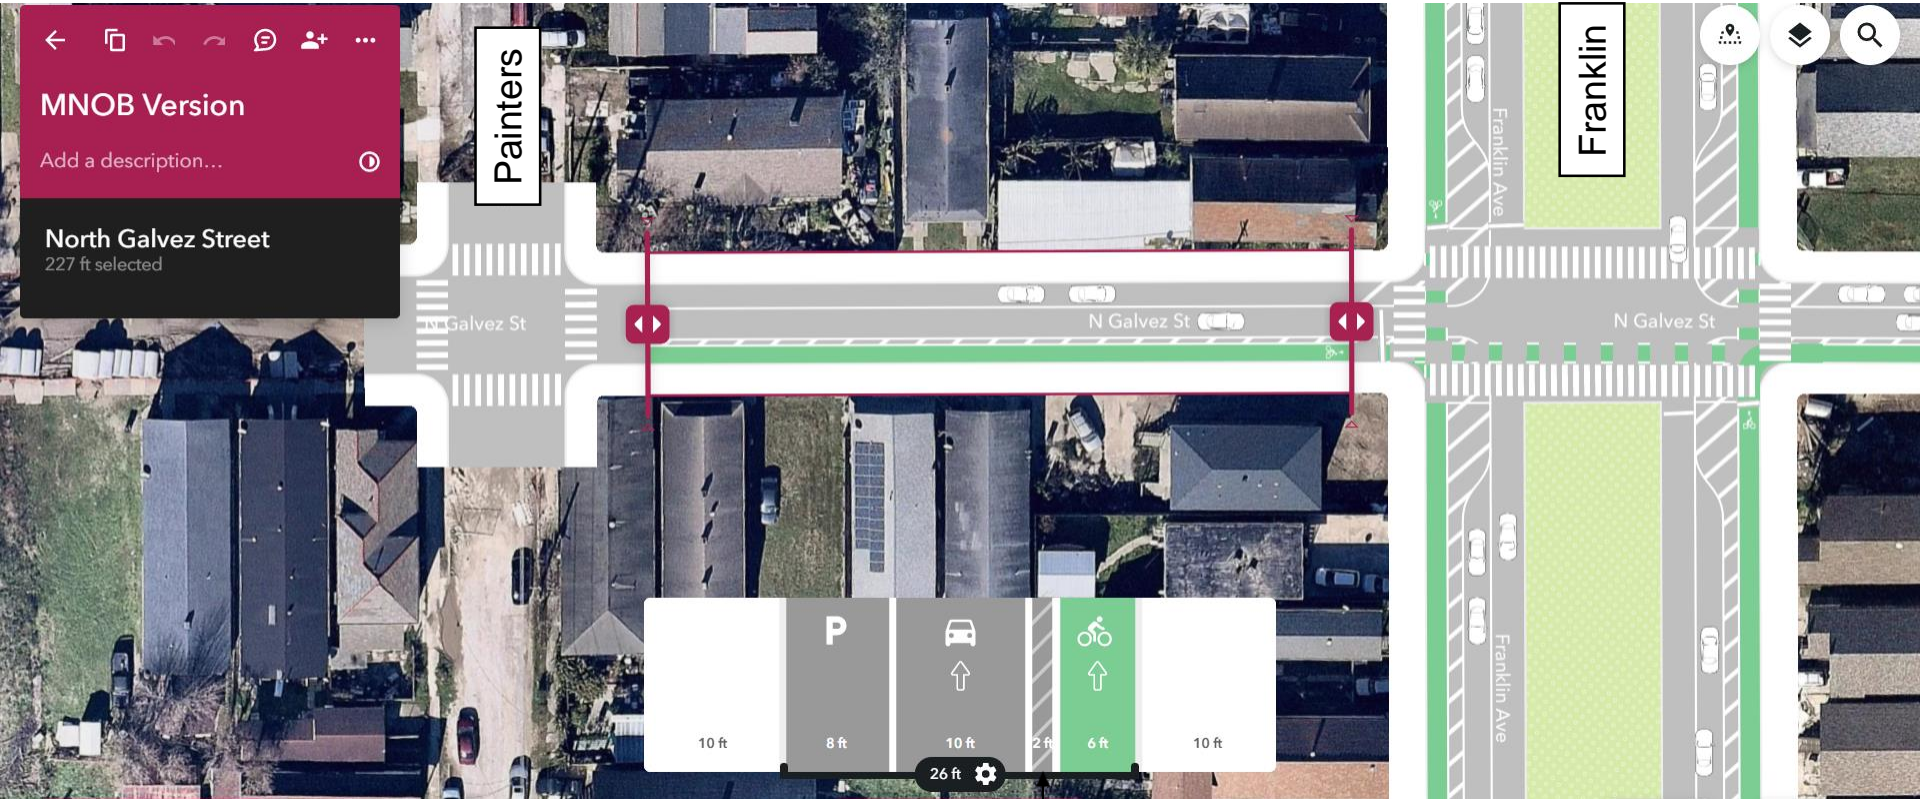 MNOB Version
Add a description...
North Galvez Street
227 ft selected
Painters
Franklin
Franklin Ave
N Galvez St
N Galvez St
N Galvez St
Franklin Ave
P
10 ft
8 ft
10 ft
2 ft
6 ft
10 ft
26 ft